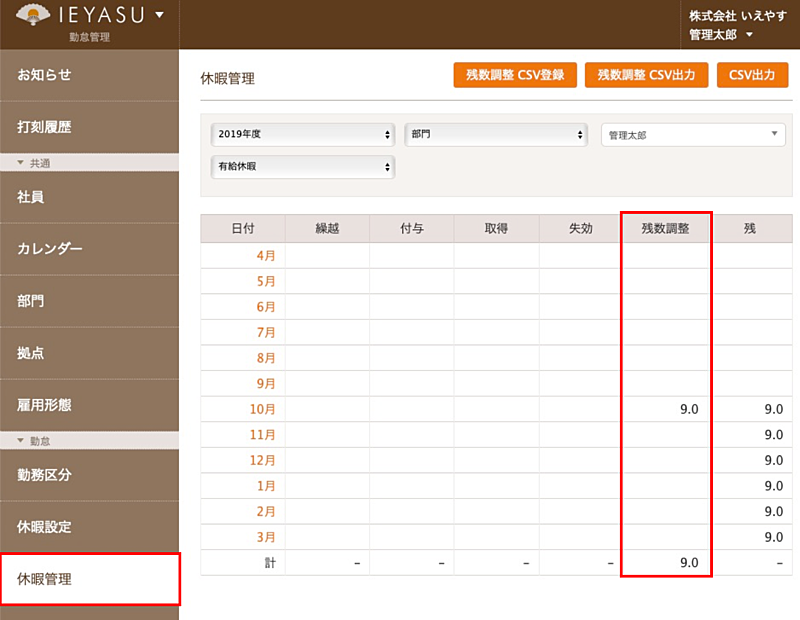 IEYASU ▼
勤怠管理
株式会社 いえやす
管理太郎 ▼
お知らせ
打刻履歴
▼ 共通
社員
カレンダー
部門
拠点
雇用形態
▼ 勤怠
勤務区分
休暇設定
休暇管理
休暇管理
残数調整 CSV登録 残数調整 CSV出力 CSV出力
2019年度 部門 管理太郎
有給休暇
日付 繰越 付与 取得 失効 残数調整 残
4月
5月
6月
7月
8月
9月
10月 9.0 9.0
11月 9.0
12月 9.0
1月 9.0
2月 9.0
3月 9.0
計 – – – – 9.0 –